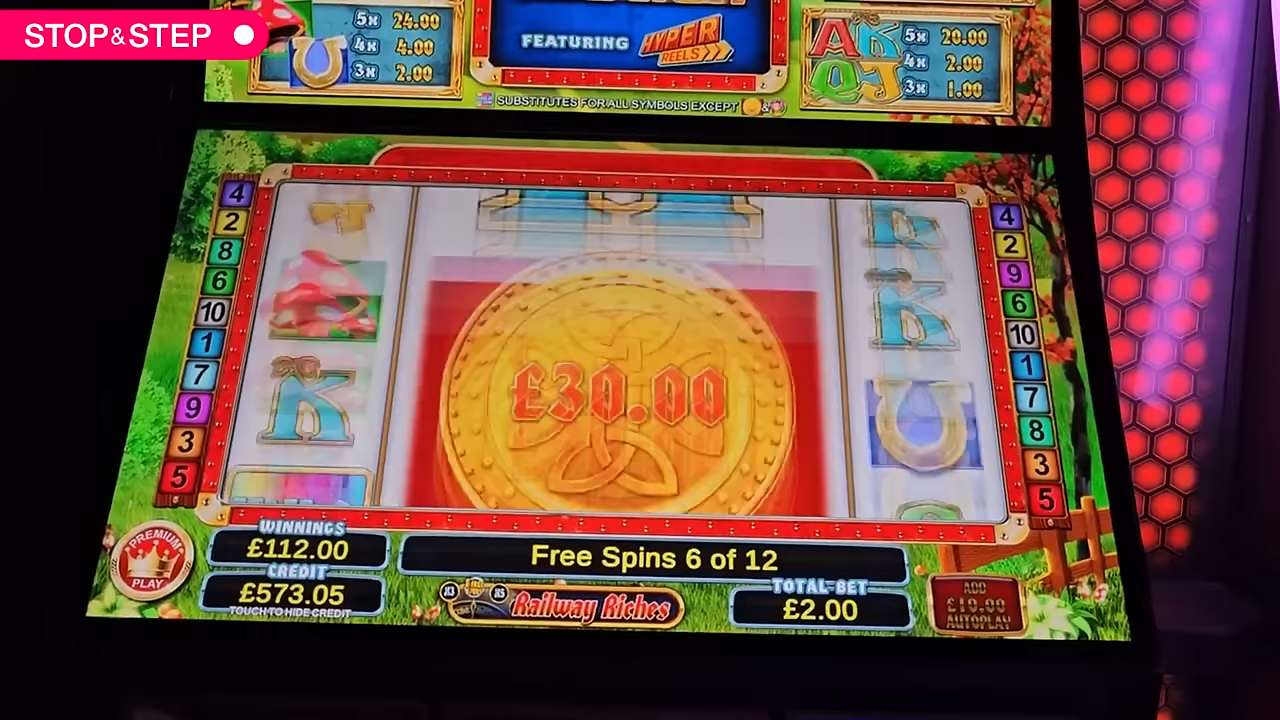 STOP&STEP
5x 24.00
4x 4.00
3x 2.00
FEATURING HYPER REELS
A K Q J
5x 20.00
4x 2.00
3x 1.00
SUBSTITUTES FOR ALL SYMBOLS EXCEPT &
4
2
8
6
10
1
7
9
3
5
K
£30.00
K
K
4
2
9
6
10
1
7
8
3
5
PREMIUM PLAY
WINNINGS
£112.00
CREDIT
£573.05
TOUCH TO HIDE CREDIT
Free Spins 6 of 12
Railway Riches
TOTAL BET
£2.00
ADD
£10.00
AUTOPLAY